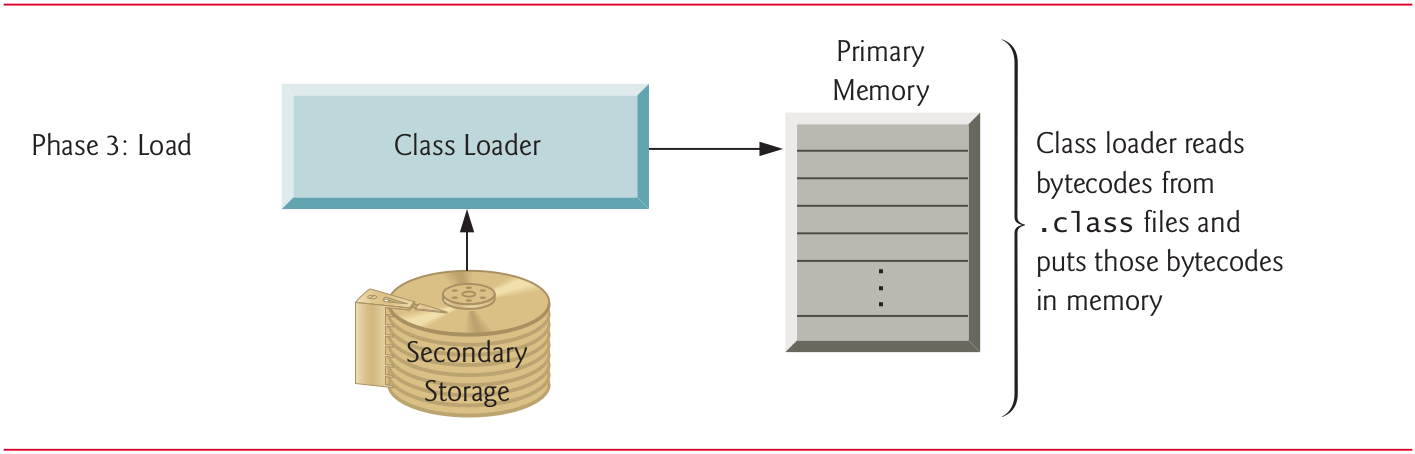 Phase 3: Load
Class Loader
Secondary
Storage
Primary
Memory
Class loader reads
bytecodes from
.class files and
puts those bytecodes
in memory